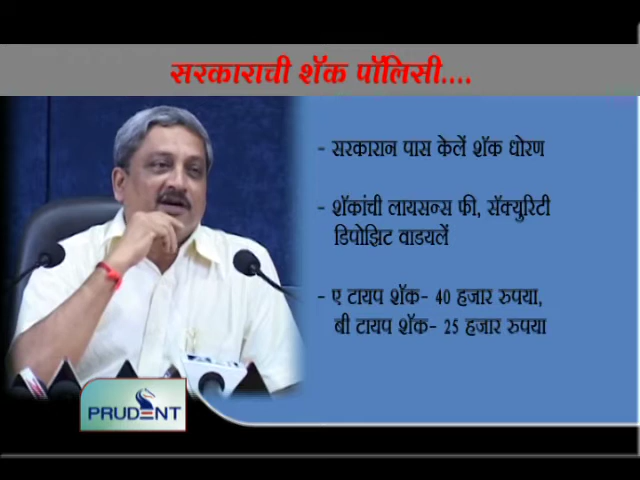 सरकाराची शॅक पॉलिसी....
- सरकारान पास केलें शॅक धोरण
- शॅकांची लायसन्स फी, सॅक्युरिटी
डिपोझिट वाडयलें
- ए टायप शॅक- 40 हजार रुपया,
बी टायप शॅक- 25 हजार रुपया
PRUDENT